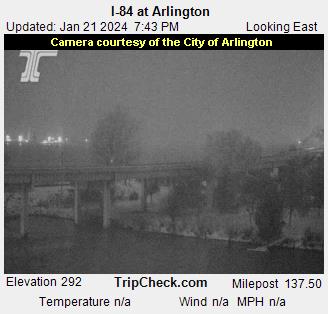 I-84 at Arlington
Updated: Jan 21 2024 7:43 PM Looking East
Camera courtesy of the City of Arlington
Elevation 292 TripCheck.com Milepost 137.50
Temperature n/a Wind n/a MPH n/a